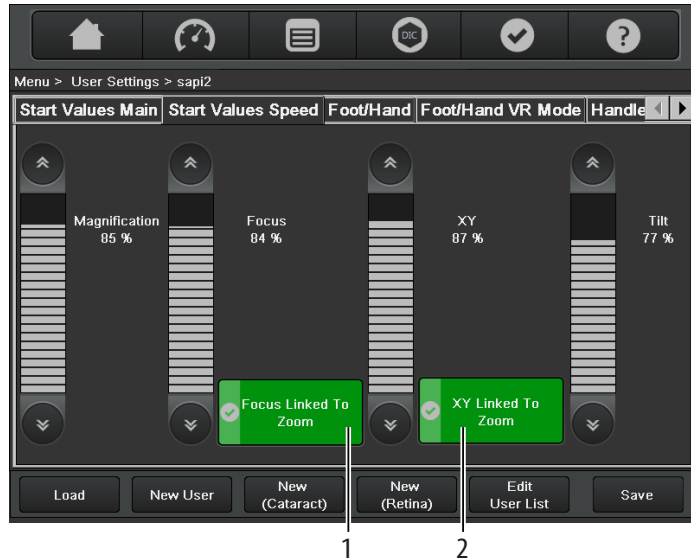 DIC
?
Menu > User Settings > sapi2
Start Values Main Start Values Speed Foot/Hand Foot/Hand VR Mode Handle
Magnification
85 %
Focus
84 %
XY
87 %
Tilt
77 %
Focus Linked To
Zoom
XY Linked To
Zoom
Load
New User
New
(Cataract)
New
(Retina)
Edit
User List
Save
1
2